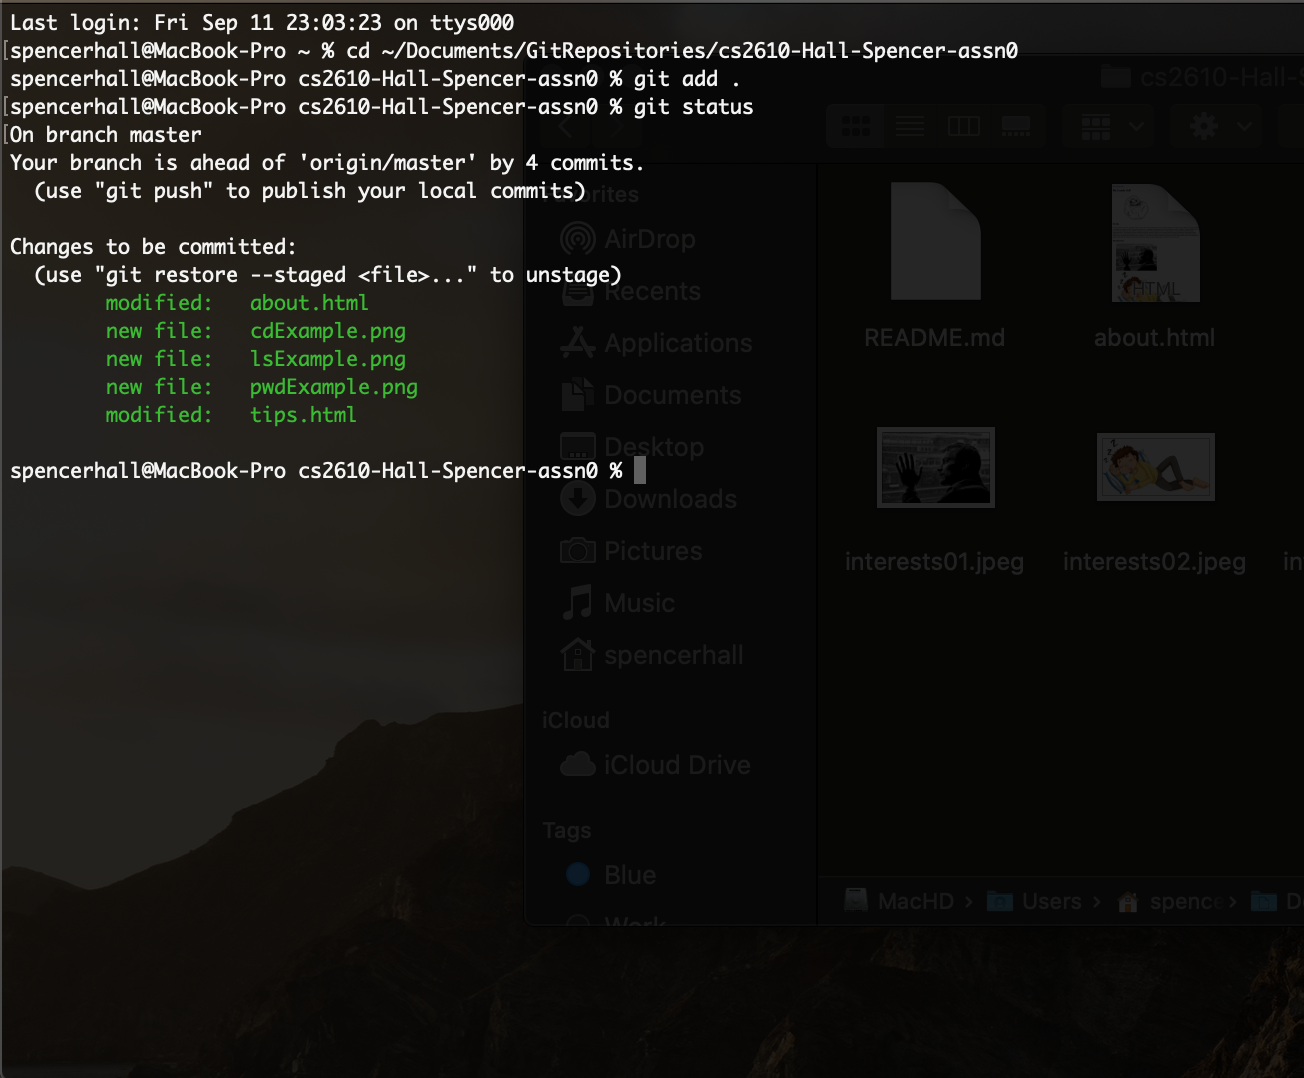 Last login: Fri Sep 11 23:03:23 on ttys000
[spencerhall@MacBook-Pro ~ % cd ~/Documents/GitRepositories/cs2610-Hall-Spencer-assn0
spencerhall@MacBook-Pro cs2610-Hall-Spencer-assn0 % git add .
[spencerhall@MacBook-Pro cs2610-Hall-Spencer-assn0 % git status
[On branch master
Your branch is ahead of 'origin/master' by 4 commits.
  (use "git push" to publish your local commits)
Changes to be committed:
  (use "git restore --staged <file>..." to unstage)
        modified:   about.html
        new file:   cdExample.png
        new file:   lsExample.png
        new file:   pwdExample.png
        modified:   tips.html
spencerhall@MacBook-Pro cs2610-Hall-Spencer-assn0 %
cs2610-Hall-S
Favorites
AirDrop
Recents
Applications
Documents
Desktop
Downloads
Pictures
Music
spencerhall
iCloud
iCloud Drive
Tags
Blue
Work
HTML
README.md
about.html
interests01.jpeg
interests02.jpeg
in
MacHD
Users
spence
D